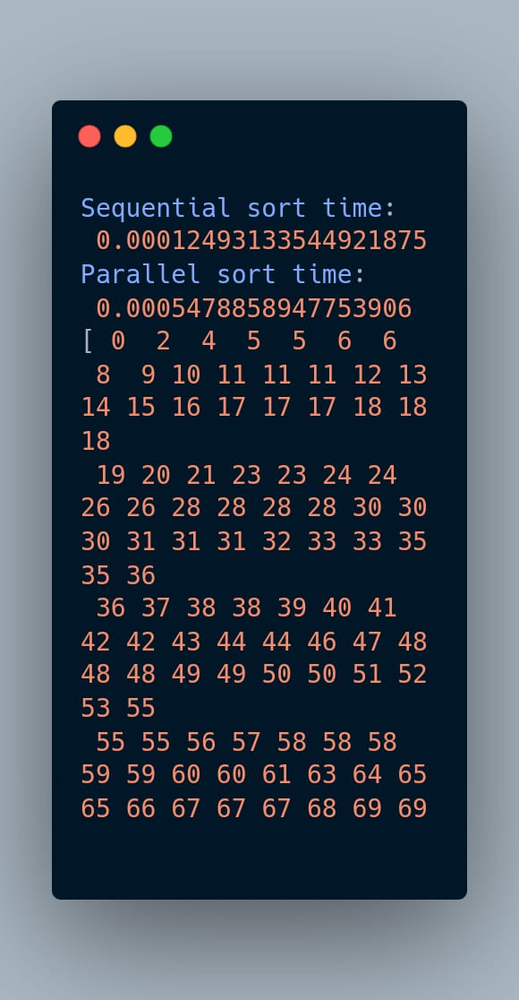 Sequential sort time:
0.00012493133544921875
Parallel sort time:
0.0005478858947753906
[ 0  2  4  5  5  6  6
8  9 10 11 11 11 12 13
14 15 16 17 17 17 18 18
18
19 20 21 23 23 24 24
26 26 28 28 28 28 30 30
30 31 31 31 32 33 33 35
35 36
36 37 38 38 39 40 41
42 42 43 44 44 46 47 48
48 48 49 49 50 50 51 52
53 55
55 55 56 57 58 58 58
59 59 60 60 61 63 64 65
65 66 67 67 67 68 69 69